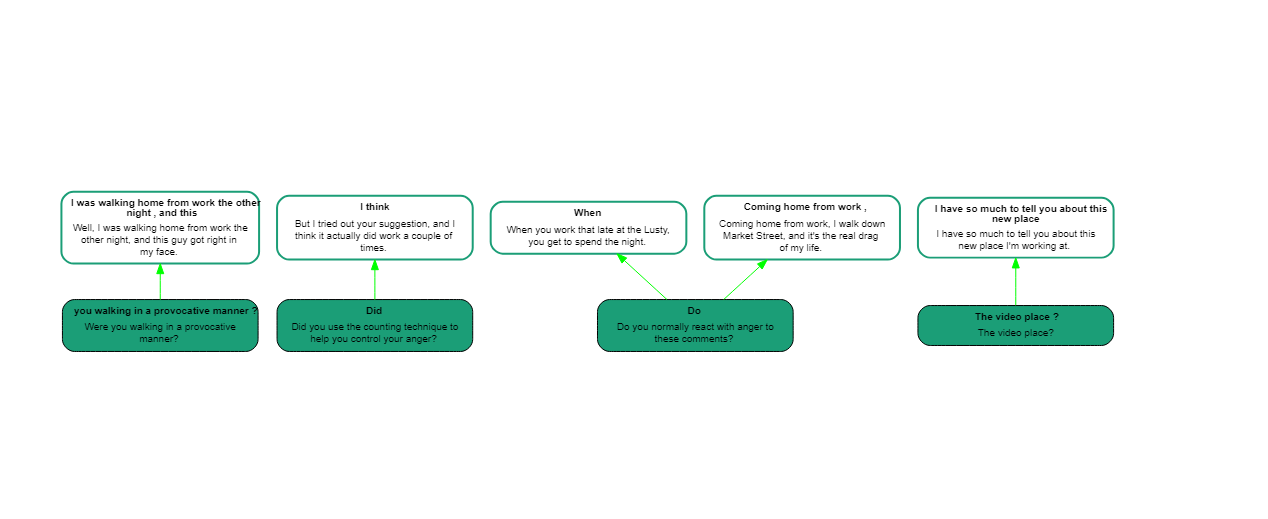 I was walking home from work the other
night , and this
Well, I was walking home from work the
other night, and this guy got right in
my face.
I think
But I tried out your suggestion, and I
think it actually did work a couple of
times.
When
When you work that late at the Lusty,
you get to spend the night.
Coming home from work ,
Coming home from work, I walk down
Market Street, and it's the real drag
of my life.
I have so much to tell you about this
new place
I have so much to tell you about this
new place I'm working at.
you walking in a provocative manner ?
Were you walking in a provocative
manner?
Did
Did you use the counting technique to
help you control your anger?
Do
Do you normally react with anger to
these comments?
The video place ?
The video place?